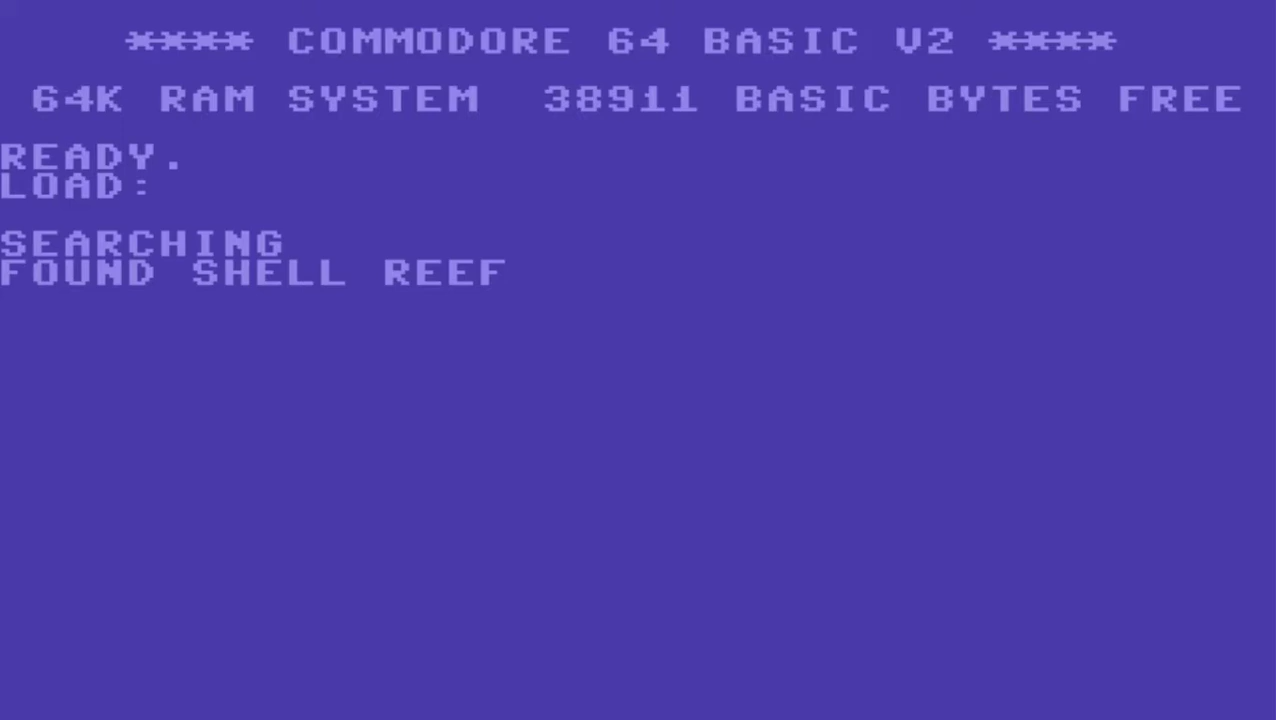 **** COMMODORE 64 BASIC V2 ****
64K RAM SYSTEM  38911 BASIC BYTES FREE
READY.
LOAD:
SEARCHING
FOUND SHELL REEF